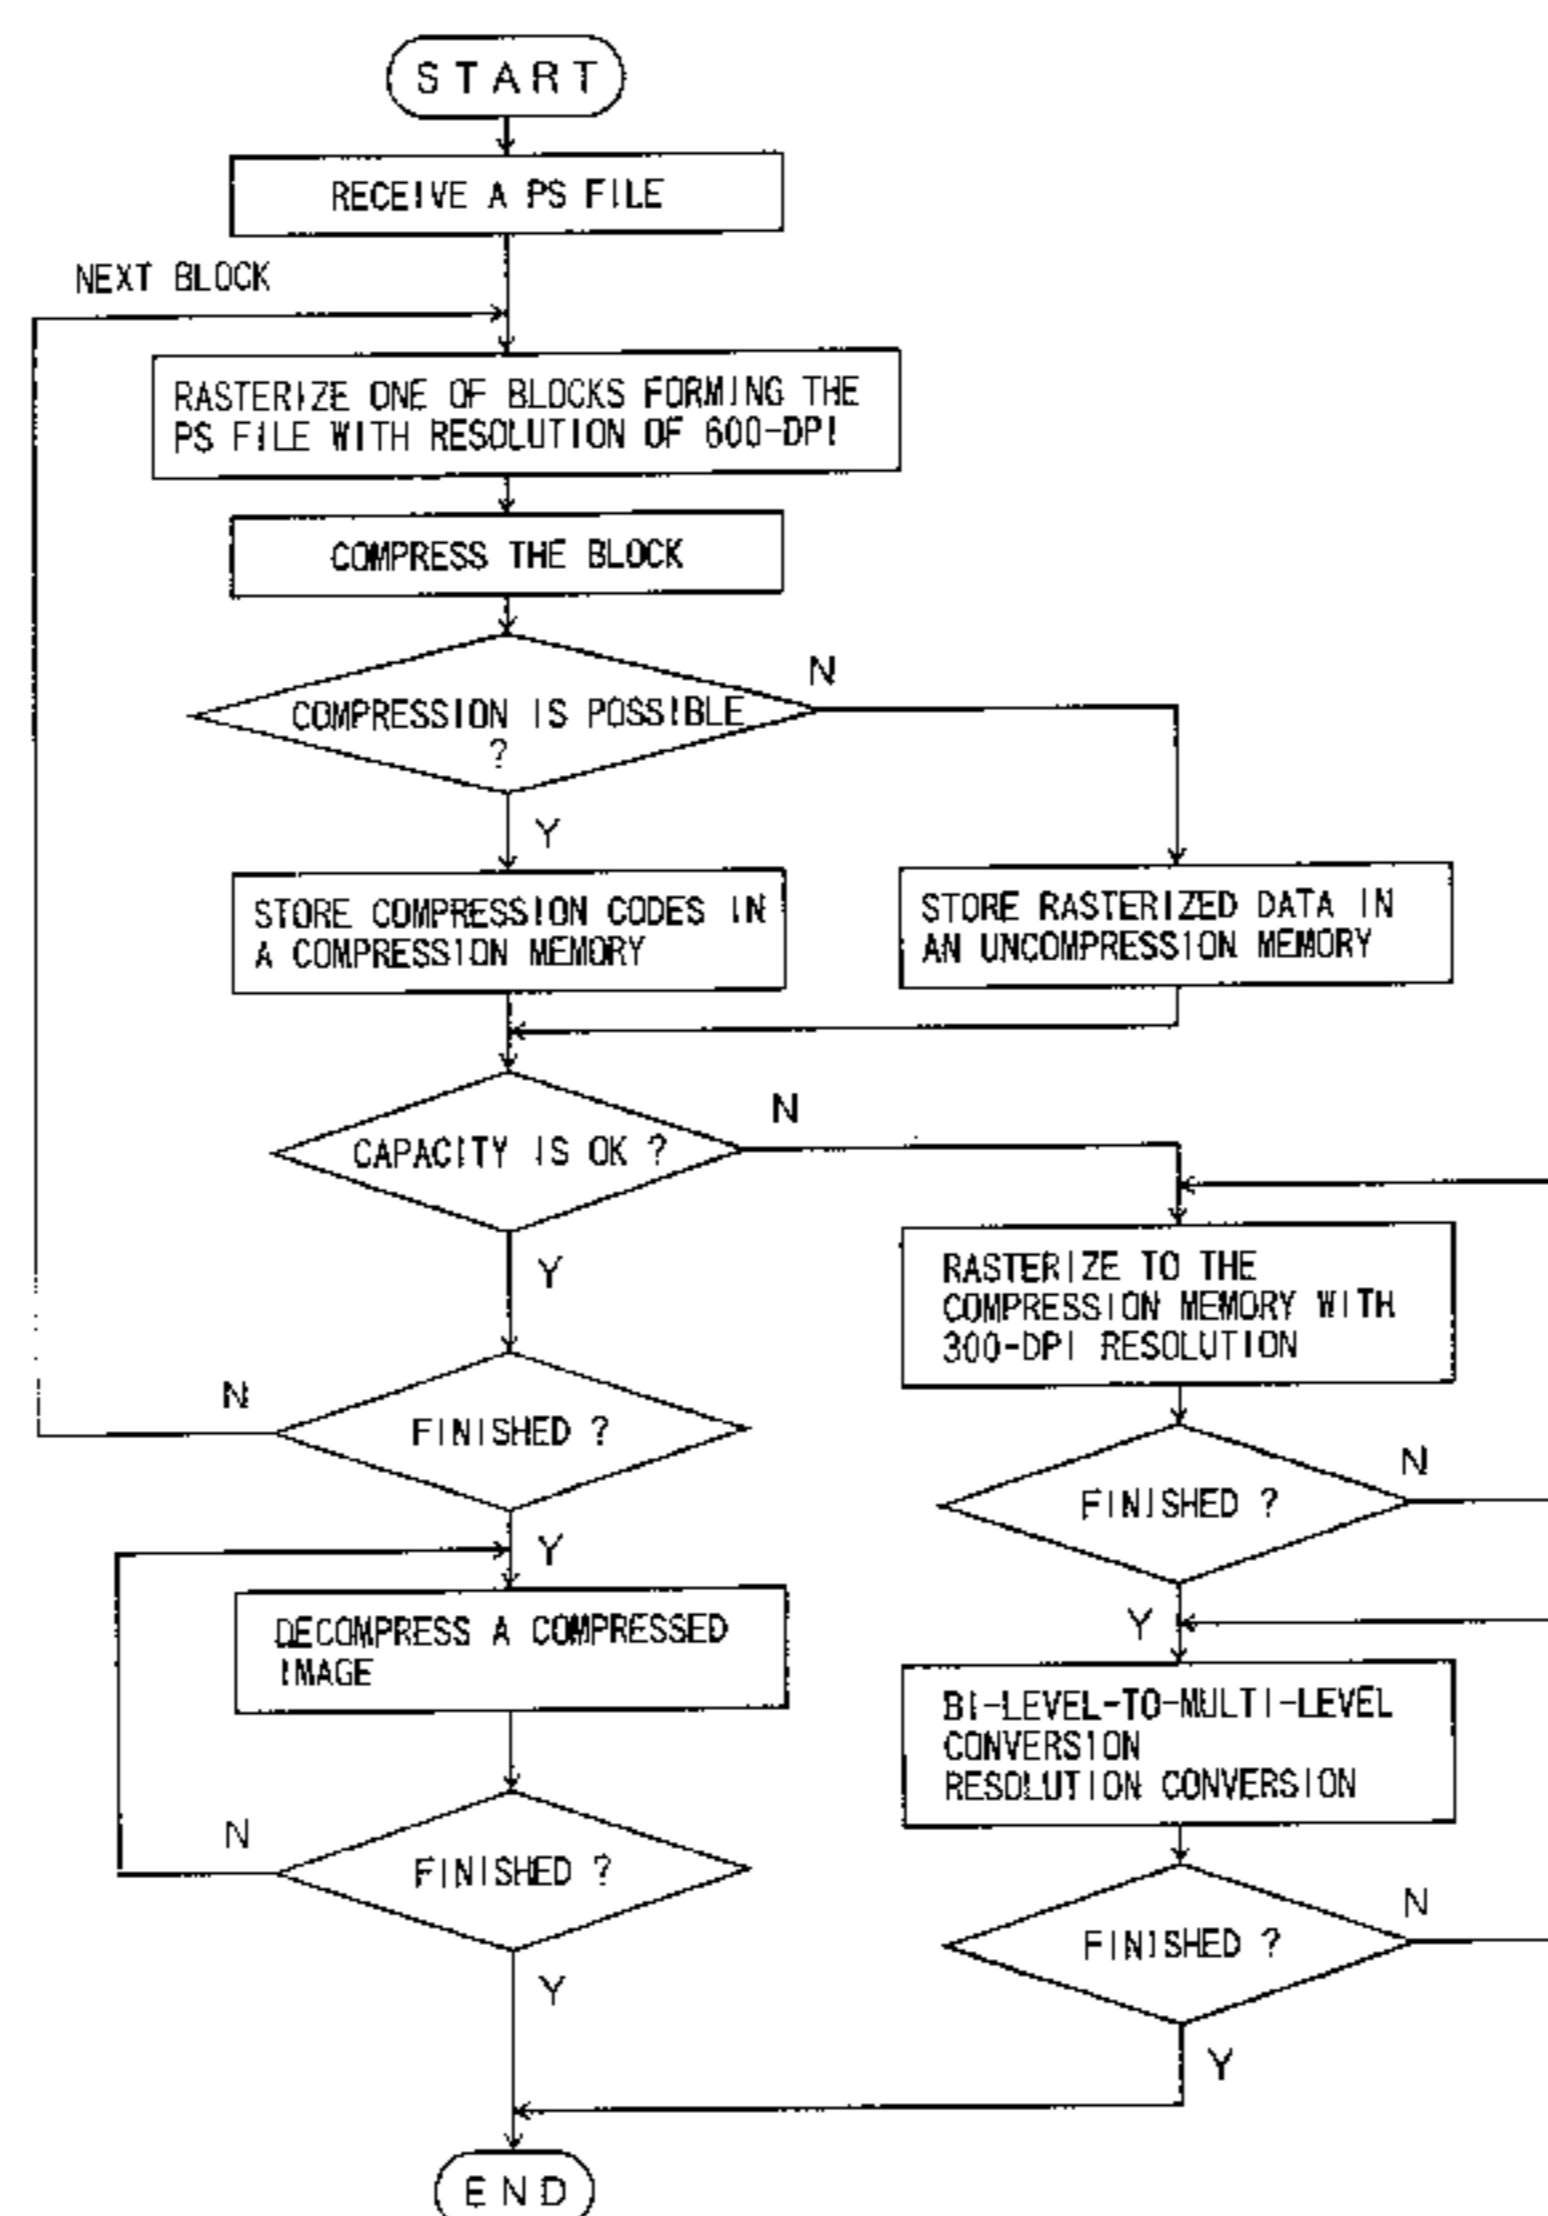 START
RECEIVE A PS FILE
NEXT BLOCK
RASTERIZE ONE OF BLOCKS FORMING THE
PS FILE WITH RESOLUTION OF 600-DPI
COMPRESS THE BLOCK
N
COMPRESSION IS POSSIBLE
?
Y
STORE COMPRESSION CODES IN
A COMPRESSION MEMORY
STORE RASTERIZED DATA IN
AN UNCOMPRESSION MEMORY
N
CAPACITY IS OK ?
Y
RASTERIZE TO THE
COMPRESSION MEMORY WITH
300-DPI RESOLUTION
N
FINISHED ?
N
FINISHED ?
Y
Y
DECOMPRESS A COMPRESSED
IMAGE
BI-LEVEL-TO-MULTI-LEVEL
CONVERSION
RESOLUTION CONVERSION
N
FINISHED ?
N
FINISHED ?
Y
Y
END